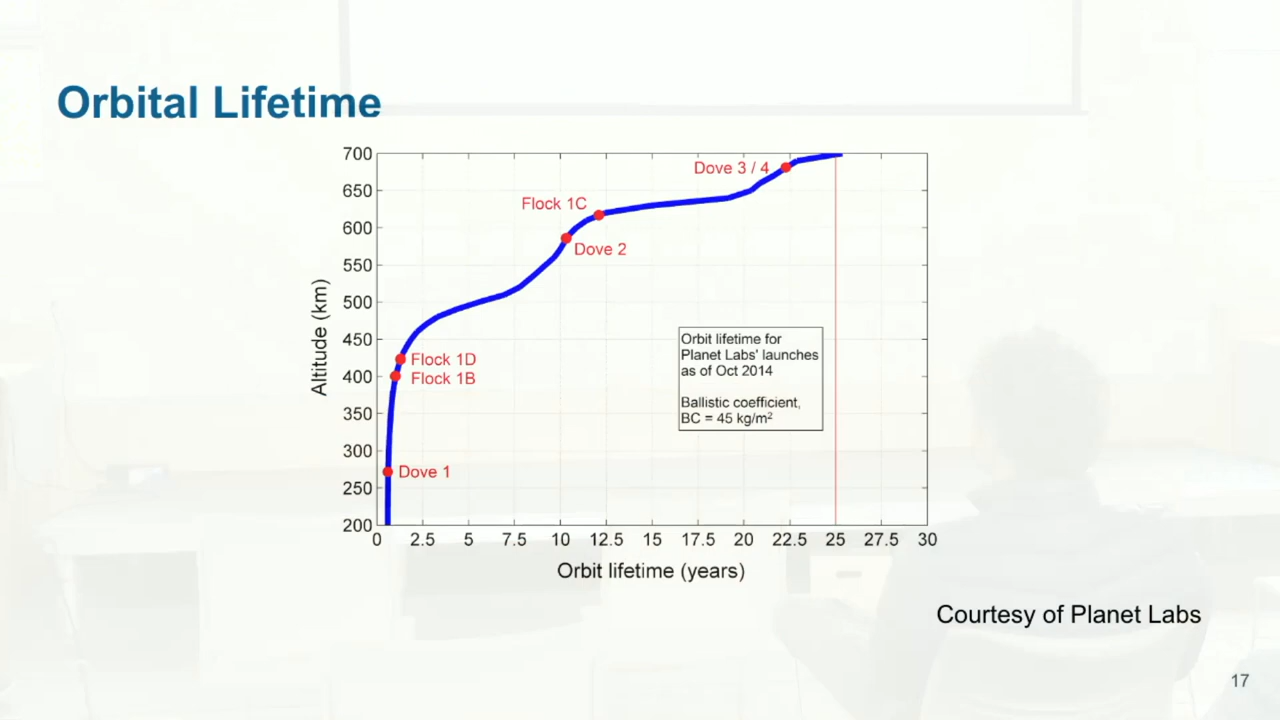 Orbital Lifetime
700
650
600
550
500
450
400
350
300
250
200
Altitude (km)
Dove 3 / 4
Flock 1C
Dove 2
Flock 1D
Flock 1B
Dove 1
Orbit lifetime for
Planet Labs' launches
as of Oct 2014
Ballistic coefficient,
BC = 45 kg/m²
0 2.5 5 7.5 10 12.5 15 17.5 20 22.5 25 27.5 30
Orbit lifetime (years)
Courtesy of Planet Labs
17